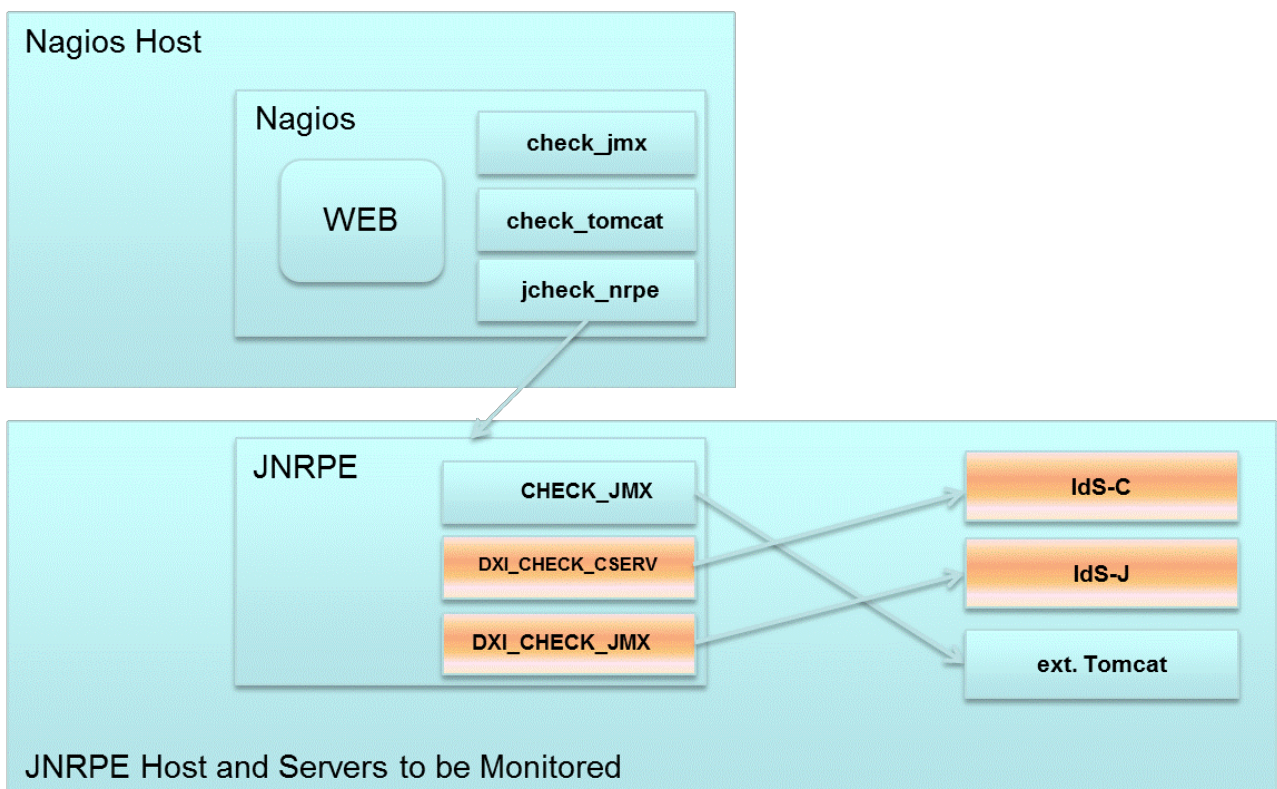 Nagios Host
Nagios
WEB
check_jmx
check_tomcat
jcheck_nrpe
JNRPE
CHECK_JMX
DXI_CHECK_CSERV
DXI_CHECK_JMX
IdS-C
IdS-J
ext. Tomcat
JNRPE Host and Servers to be Monitored